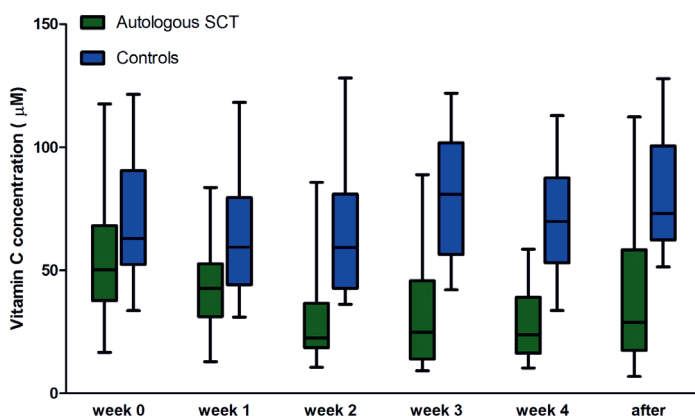 Autologous SCT
Controls
Vitamin C concentration ( μM)
150
100
50
0
week 0 week 1 week 2 week 3 week 4 after